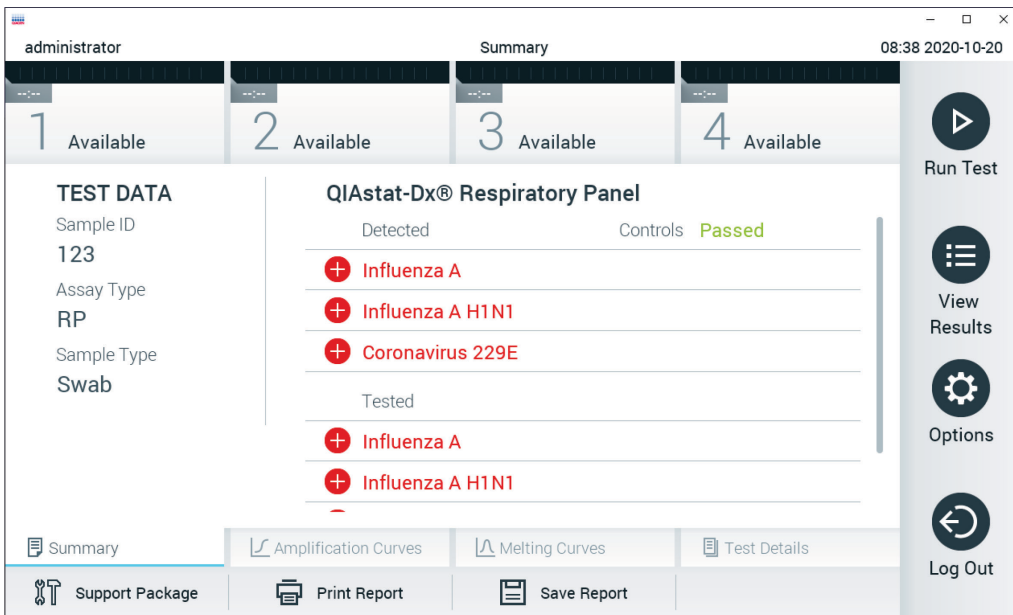 administrator
Summary
08:38 2020-10-20
--:--
1 Available
--:--
2 Available
--:--
3 Available
--:--
4 Available
Run Test
View
Results
Options
Log Out
TEST DATA
Sample ID
123
Assay Type
RP
Sample Type
Swab
QIAstat-Dx® Respiratory Panel
Detected
Controls Passed
Influenza A
Influenza A H1N1
Coronavirus 229E
Tested
Influenza A
Influenza A H1N1
Summary
Amplification Curves
Melting Curves
Test Details
Support Package
Print Report
Save Report